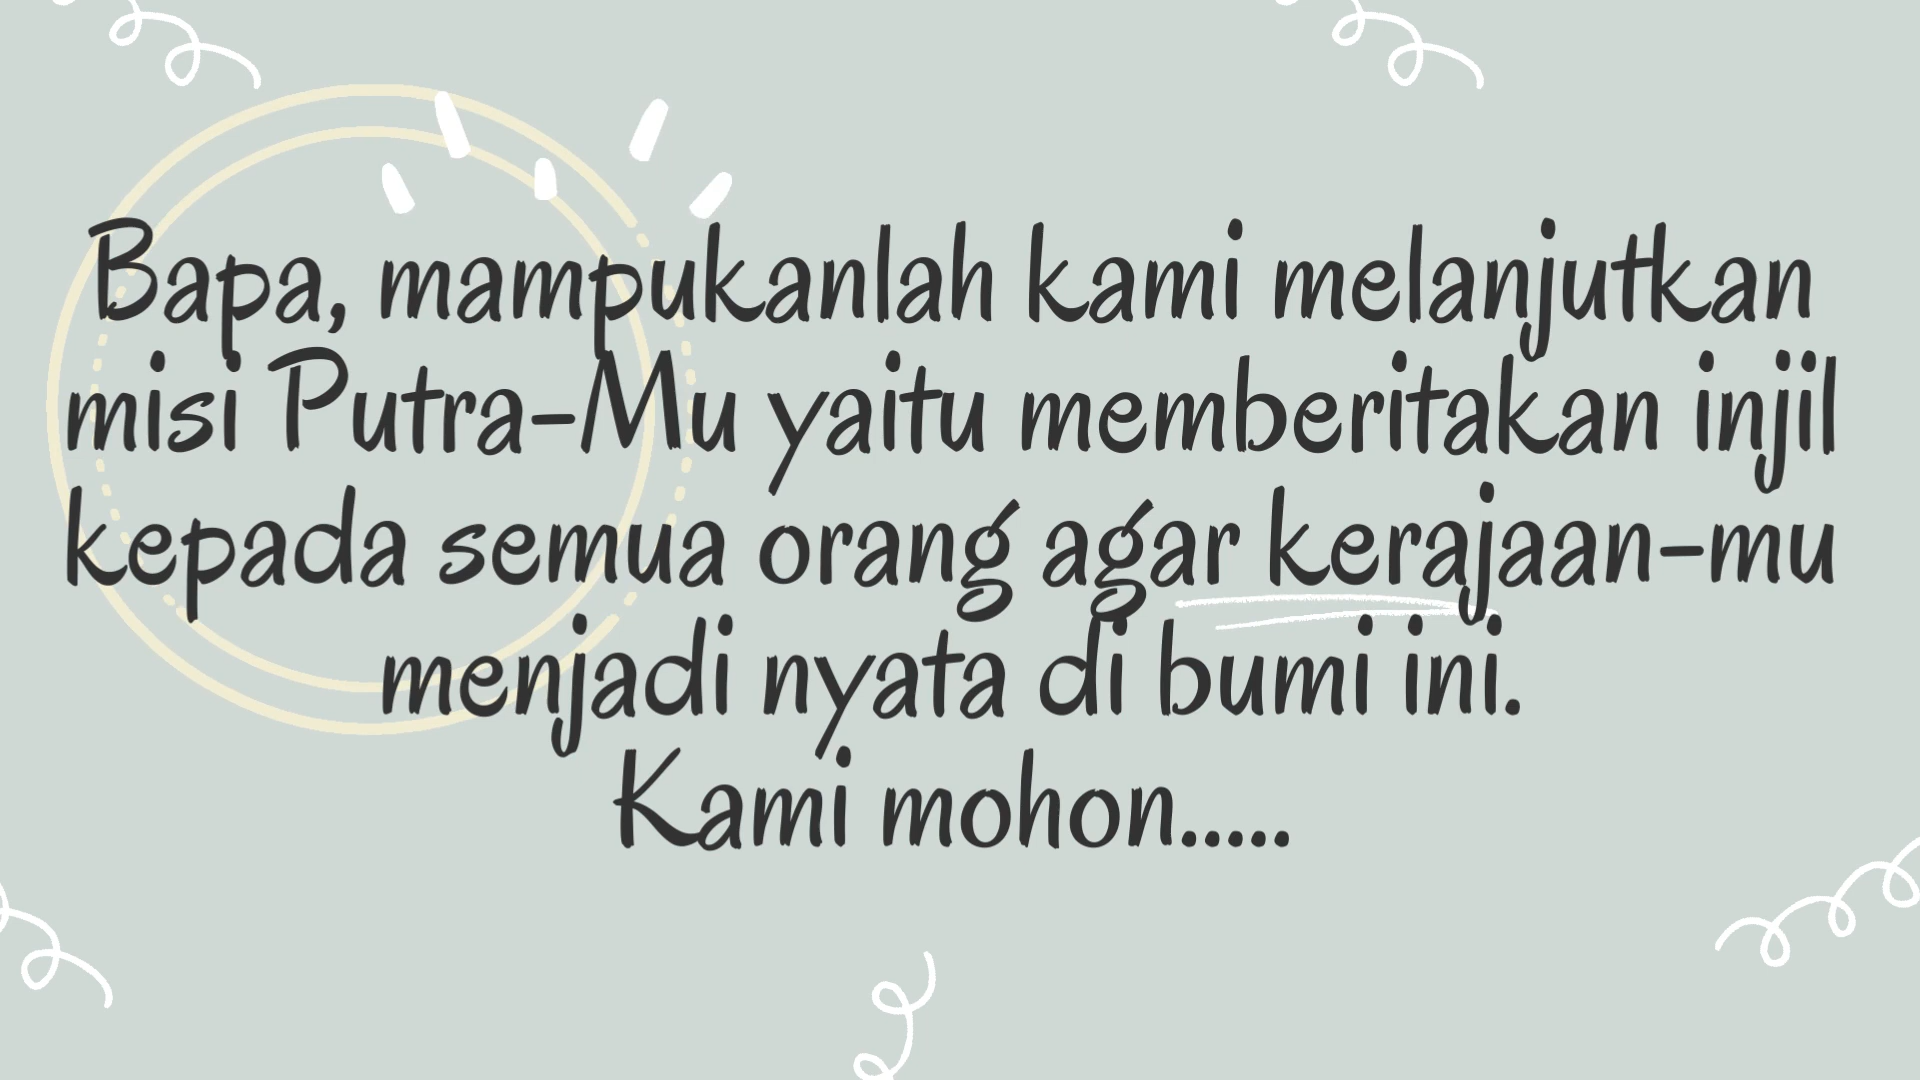 Bapa, mampukanlah kami melanjutkan
misi Putra-Mu yaitu memberitakan injil
kepada semua orang agar kerajaan-mu
menjadi nyata di bumi ini.
Kami mohon.....